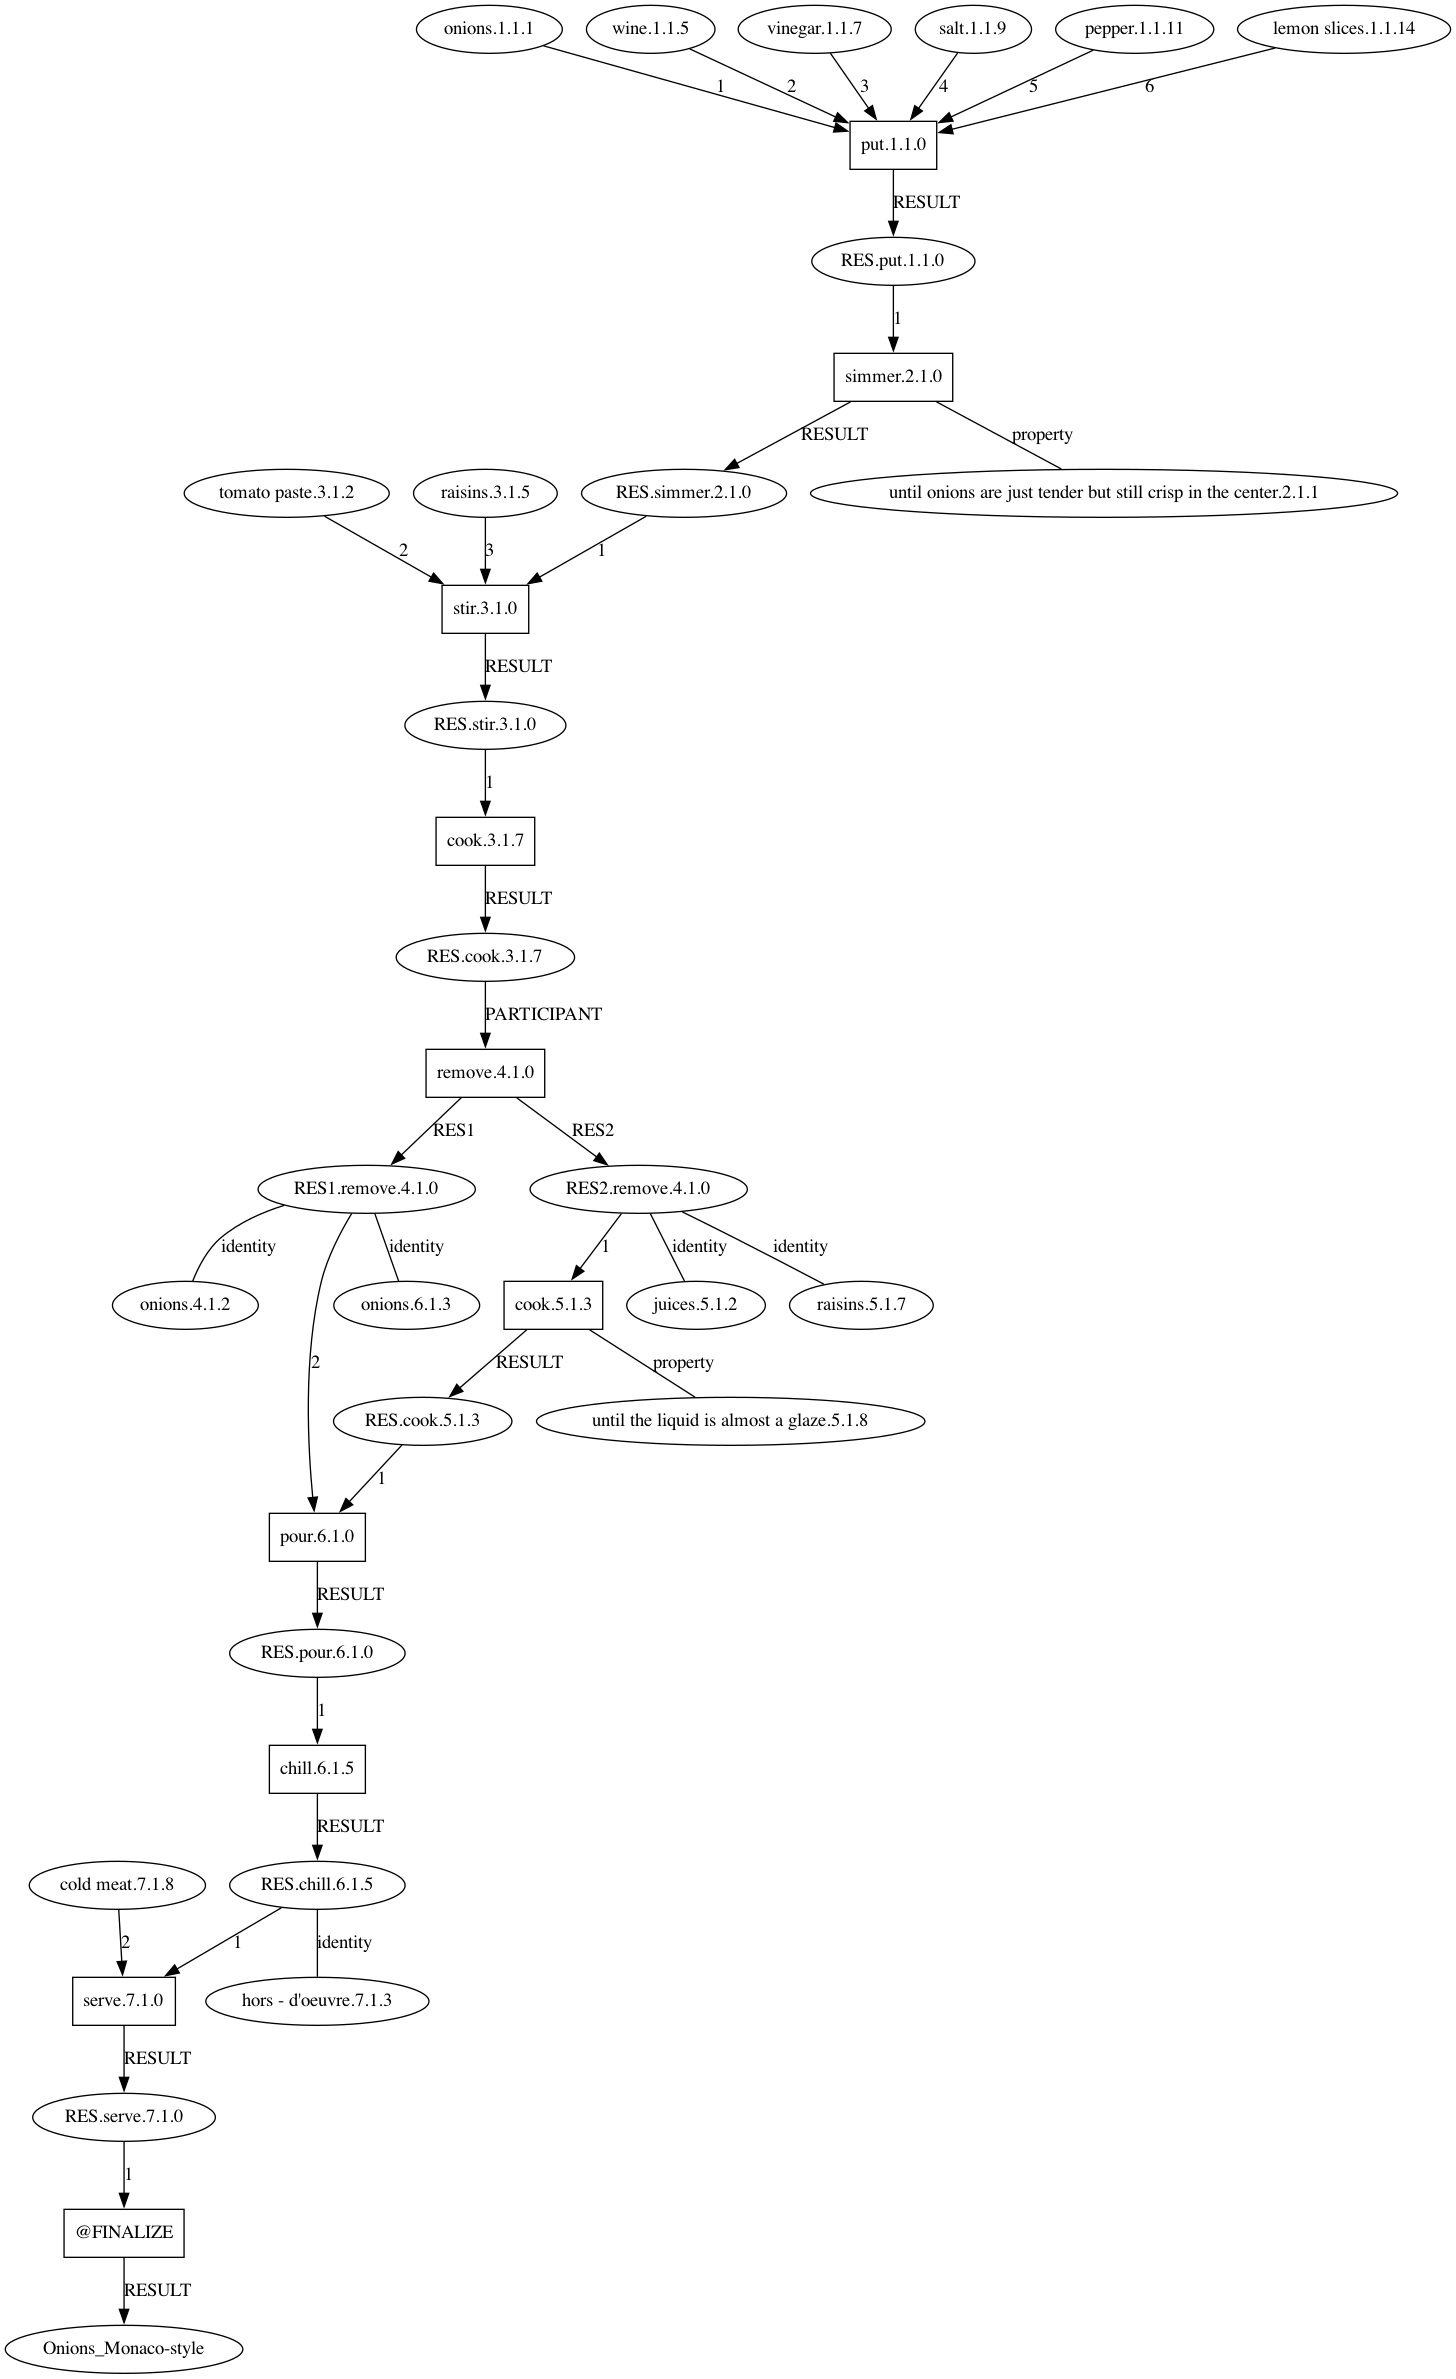 onions.1.1.1
wine.1.1.5
vinegar.1.1.7
salt.1.1.9
pepper.1.1.11
lemon slices.1.1.14
1
2
3
4
5
6
put.1.1.0
RESULT
RES.put.1.1.0
1
simmer.2.1.0
RESULT
property
tomato paste.3.1.2
raisins.3.1.5
RES.simmer.2.1.0
until onions are just tender but still crisp in the center.2.1.1
2
3
1
stir.3.1.0
RESULT
RES.stir.3.1.0
1
cook.3.1.7
RESULT
RES.cook.3.1.7
PARTICIPANT
remove.4.1.0
RES1
RES2
RES1.remove.4.1.0
RES2.remove.4.1.0
identity
identity
1
identity
identity
onions.4.1.2
onions.6.1.3
cook.5.1.3
juices.5.1.2
raisins.5.1.7
2
RESULT
property
RES.cook.5.1.3
until the liquid is almost a glaze.5.1.8
1
pour.6.1.0
RESULT
RES.pour.6.1.0
1
chill.6.1.5
RESULT
cold meat.7.1.8
RES.chill.6.1.5
2
1
identity
serve.7.1.0
hors - d'oeuvre.7.1.3
RESULT
RES.serve.7.1.0
1
@FINALIZE
RESULT
Onions_Monaco-style